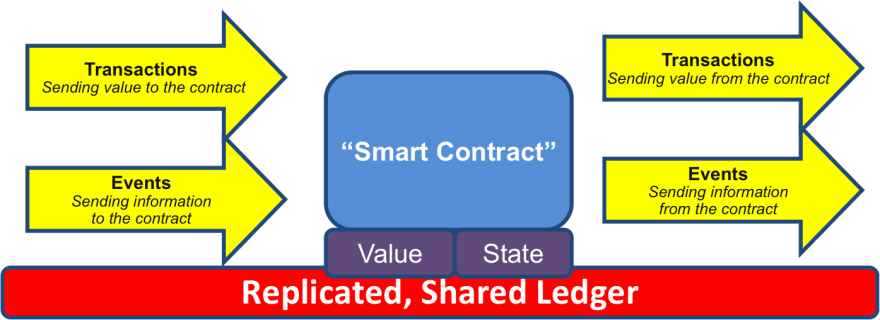 Transactions
Sending value to the contract
Events
Sending information
to the contract
“Smart Contract”
Value
State
Transactions
Sending value from the contract
Events
Sending information
from the contract
Replicated, Shared Ledger